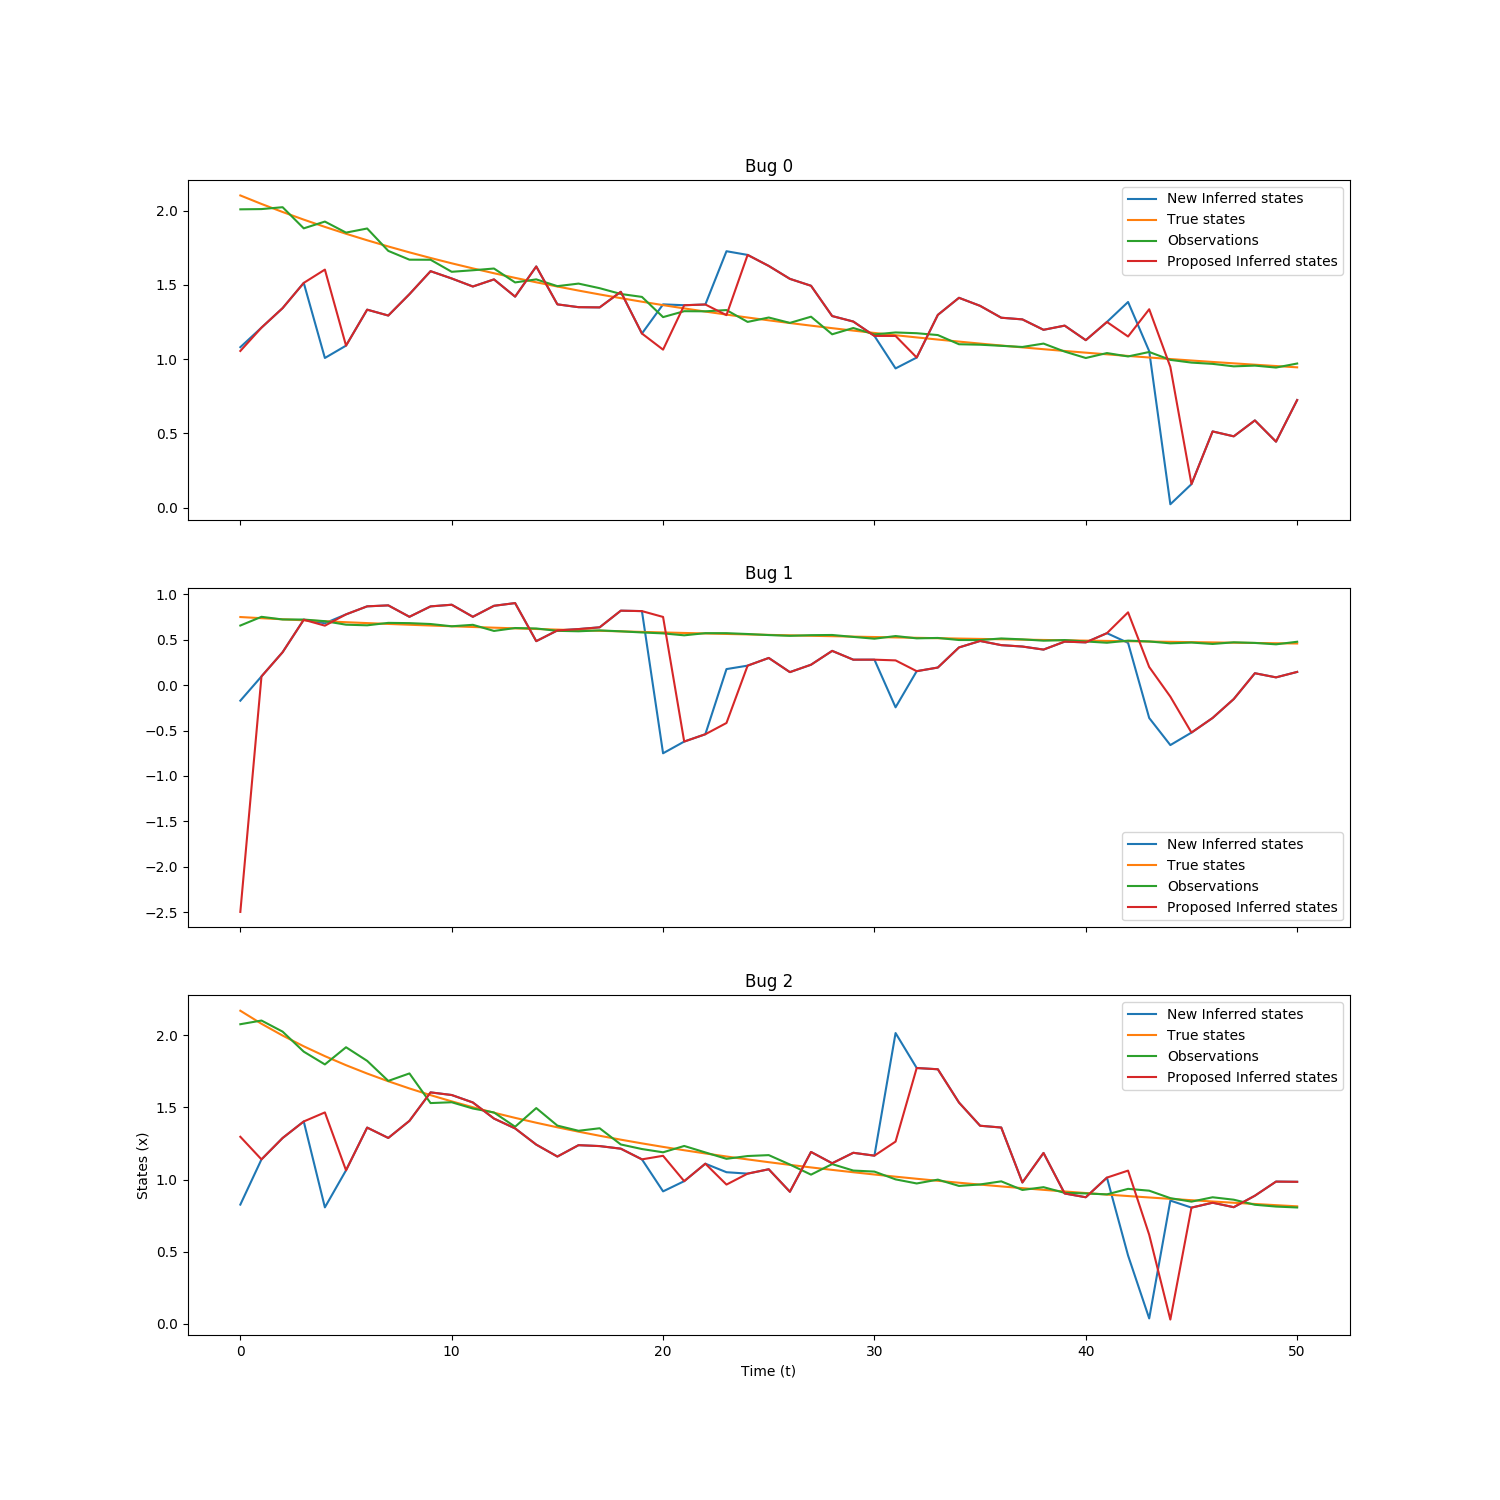 Bug 0
2.0
1.5
1.0
0.5
0.0
New Inferred states
True states
Observations
Proposed Inferred states
Bug 1
1.0
0.5
0.0
−0.5
−1.0
−1.5
−2.0
−2.5
New Inferred states
True states
Observations
Proposed Inferred states
Bug 2
States (x)
2.0
1.5
1.0
0.5
0.0
New Inferred states
True states
Observations
Proposed Inferred states
0 10 20 30 40 50
Time (t)